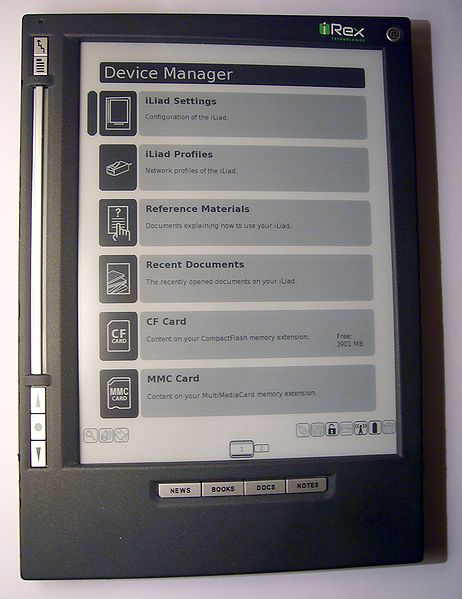 iRex
TECHNOLOGIES
@
Device Manager
iLiad Settings
Configuration of the iLiad.
iLiad Profiles
Network profiles of the iLiad.
?
Reference Materials
Documents explaining how to use your iLiad.
Recent Documents
The recently opened documents on your iLiad.
CF
CARD
CF Card
Content on your CompactFlash memory extension.
Free:
3901 MB
MMC
CARD
MMC Card
Content on your MultiMediaCard memory extension.
1
2
NEWS
BOOKS
DOCS
NOTES